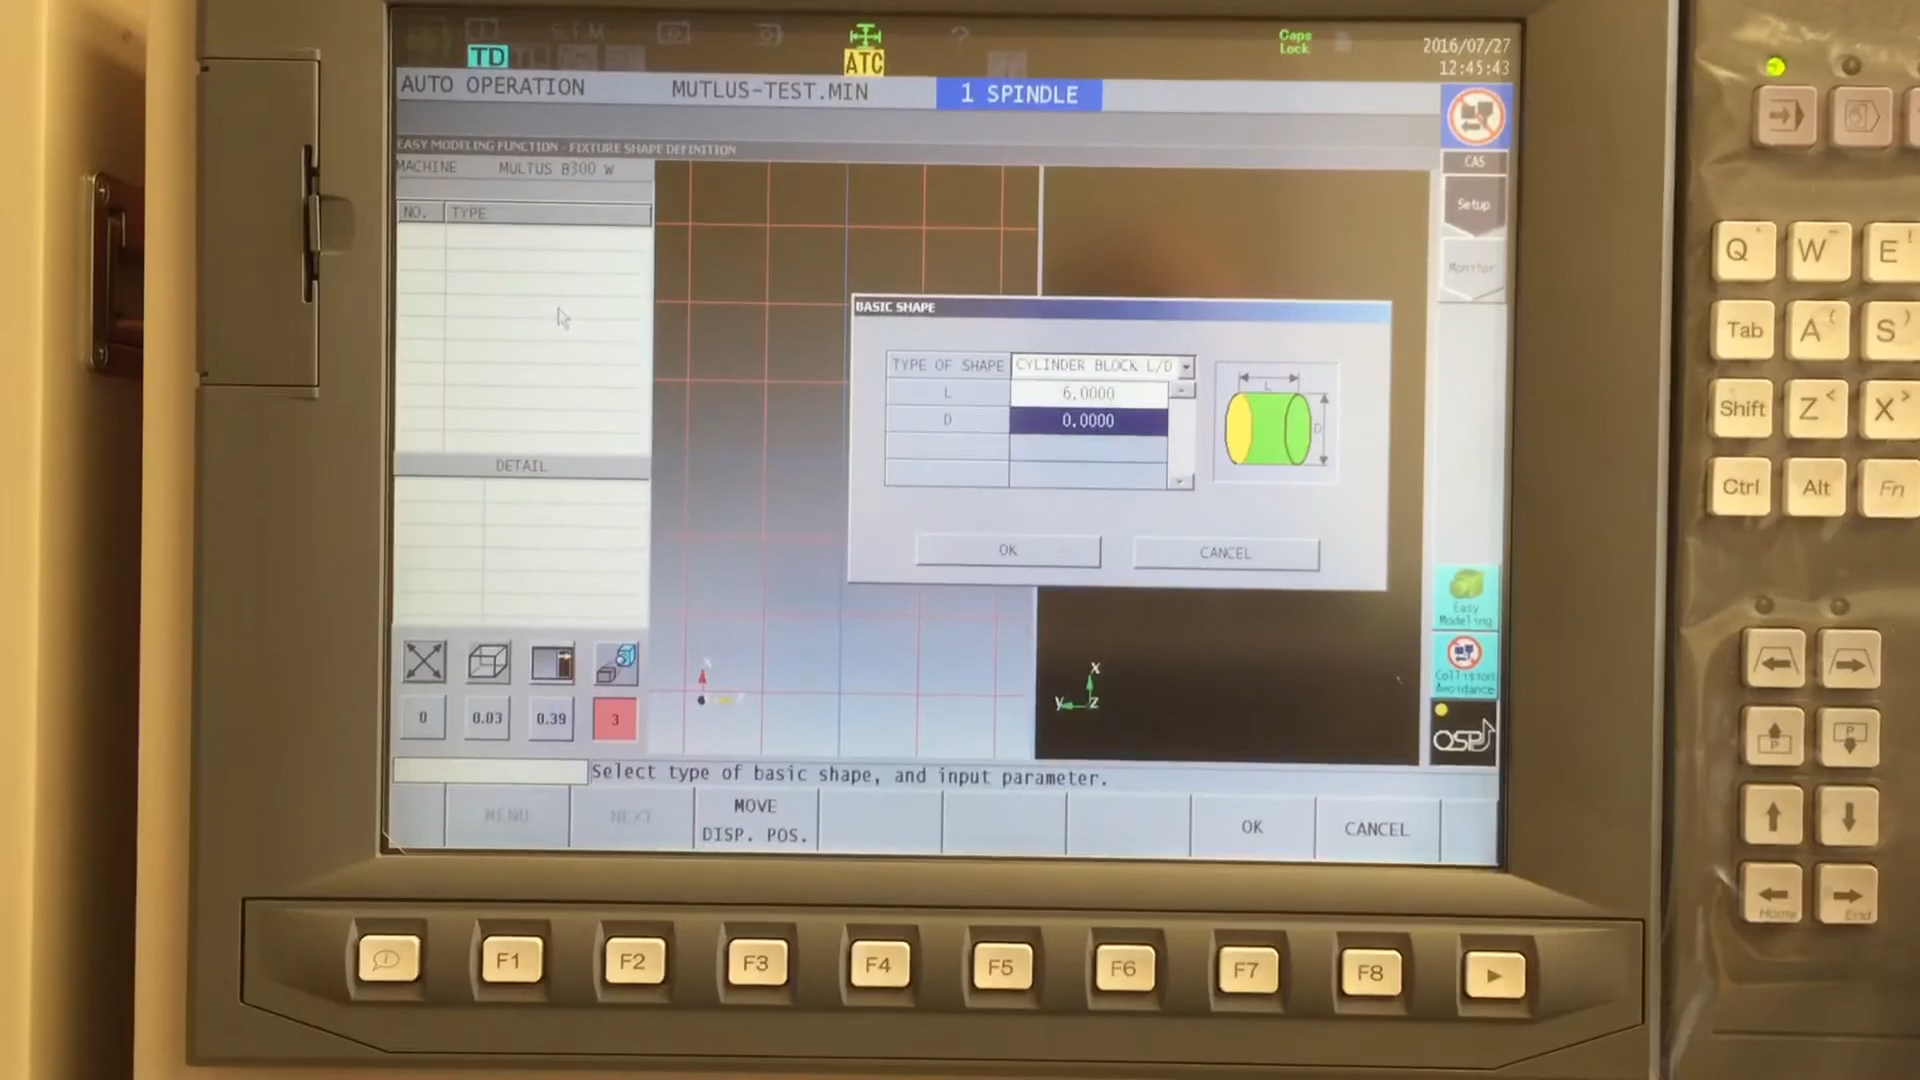 Caps
Lock
2016/07/27
12:45:43
TD
ATC
AUTO OPERATION
MUTLUS-TEST.MIN
1 SPINDLE
EASY MODELING FUNCTION - FIXTURE SHAPE DEFINITION
MACHINE
MULTUS B300 W
CAS
Setup
Monitor
NO.
TYPE
BASIC SHAPE
TYPE OF SHAPE
CYLINDER BLOCK L/D
L
6.0000
D
0.0000
L
D
DETAIL
OK
CANCEL
Easy
Modeling
Collision
Avoidance
OSP
0
0.03
0.39
3
X
Y
Z
Select type of basic shape, and input parameter.
MENU
NEXT
MOVE
DISP. POS.
OK
CANCEL
F1
F2
F3
F4
F5
F6
F7
F8
Q
W
E
!
Tab
A (
S )
Shift
Z <
X >
Ctrl
Alt
Fn
P
P
Home
End